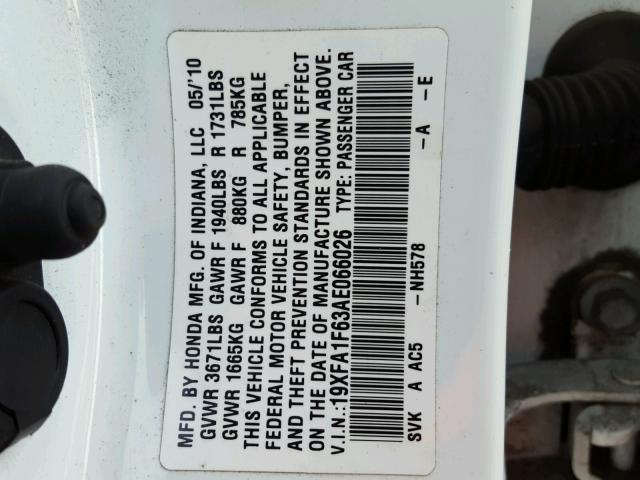 MFD. BY HONDA MFG. OF INDIANA, LLC 05/'10
GVWR 3671LBS GAWR F 1940LBS R 1731LBS
GVWR 1665KG GAWR F 880KG R 785KG
THIS VEHICLE CONFORMS TO ALL APPLICABLE
FEDERAL MOTOR VEHICLE SAFETY, BUMPER,
AND THEFT PREVENTION STANDARDS IN EFFECT
ON THE DATE OF MANUFACTURE SHOWN ABOVE.
V.I.N.:19XFA1F63AE066026 TYPE: PASSENGER CAR
SVK A AC5 -NH578 -A -E